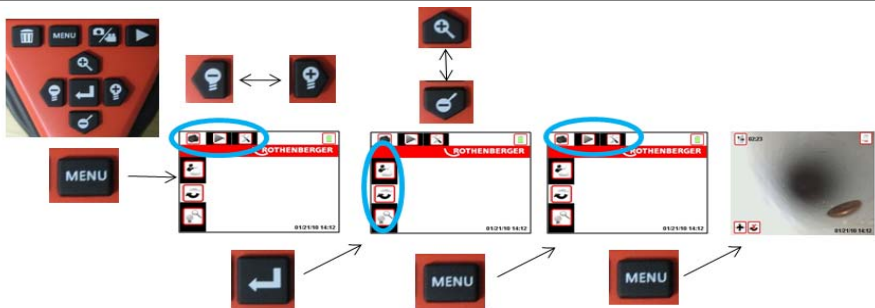 MENU
MENU
ROTHENBERGER
01/21/10 14:12
ROTHENBERGER
01/21/10 14:12
ROTHENBERGER
01/21/10 14:12
02:23
01/21/10 14:12
MENU
MENU